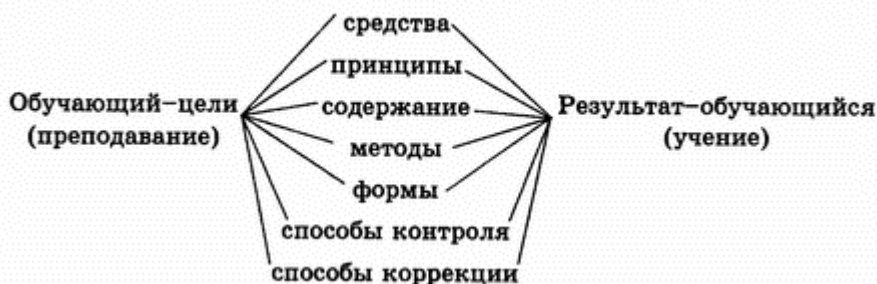 средства
принципы
Обучающий–цели
(преподавание)
содержание
методы
формы
способы контроля
способы коррекции
Результат–обучающийся
(учение)